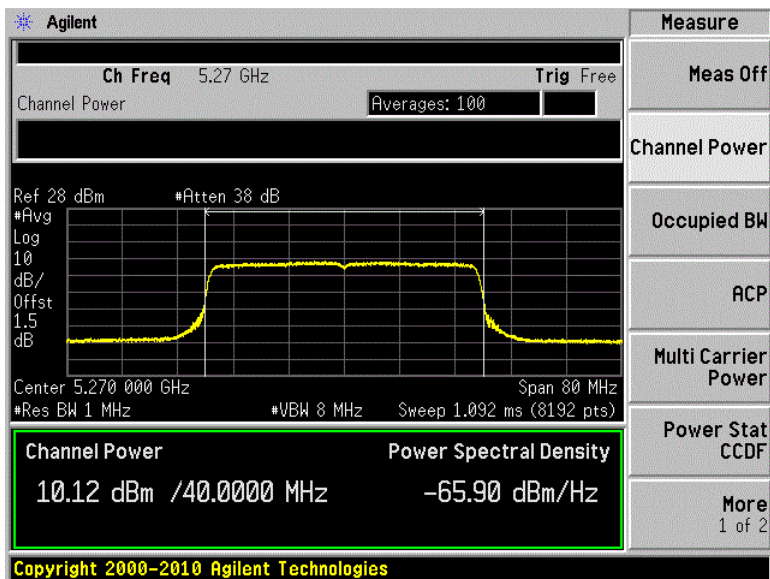 Agilent
Measure
Ch Freq 5.27 GHz Trig Free
Meas Off
Channel Power Averages: 100
Channel Power
Ref 28 dBm #Atten 38 dB
#Avg
Log
10
dB/
Offst
1.5
dB
Occupied BW
ACP
Center 5.270 000 GHz Span 80 MHz
#Res BW 1 MHz #VBW 8 MHz Sweep 1.092 ms (8192 pts)
Multi Carrier
Power
Channel Power Power Spectral Density
10.12 dBm /40.0000 MHz -65.90 dBm/Hz
Power Stat
CCDF
More
1 of 2
Copyright 2000-2010 Agilent Technologies